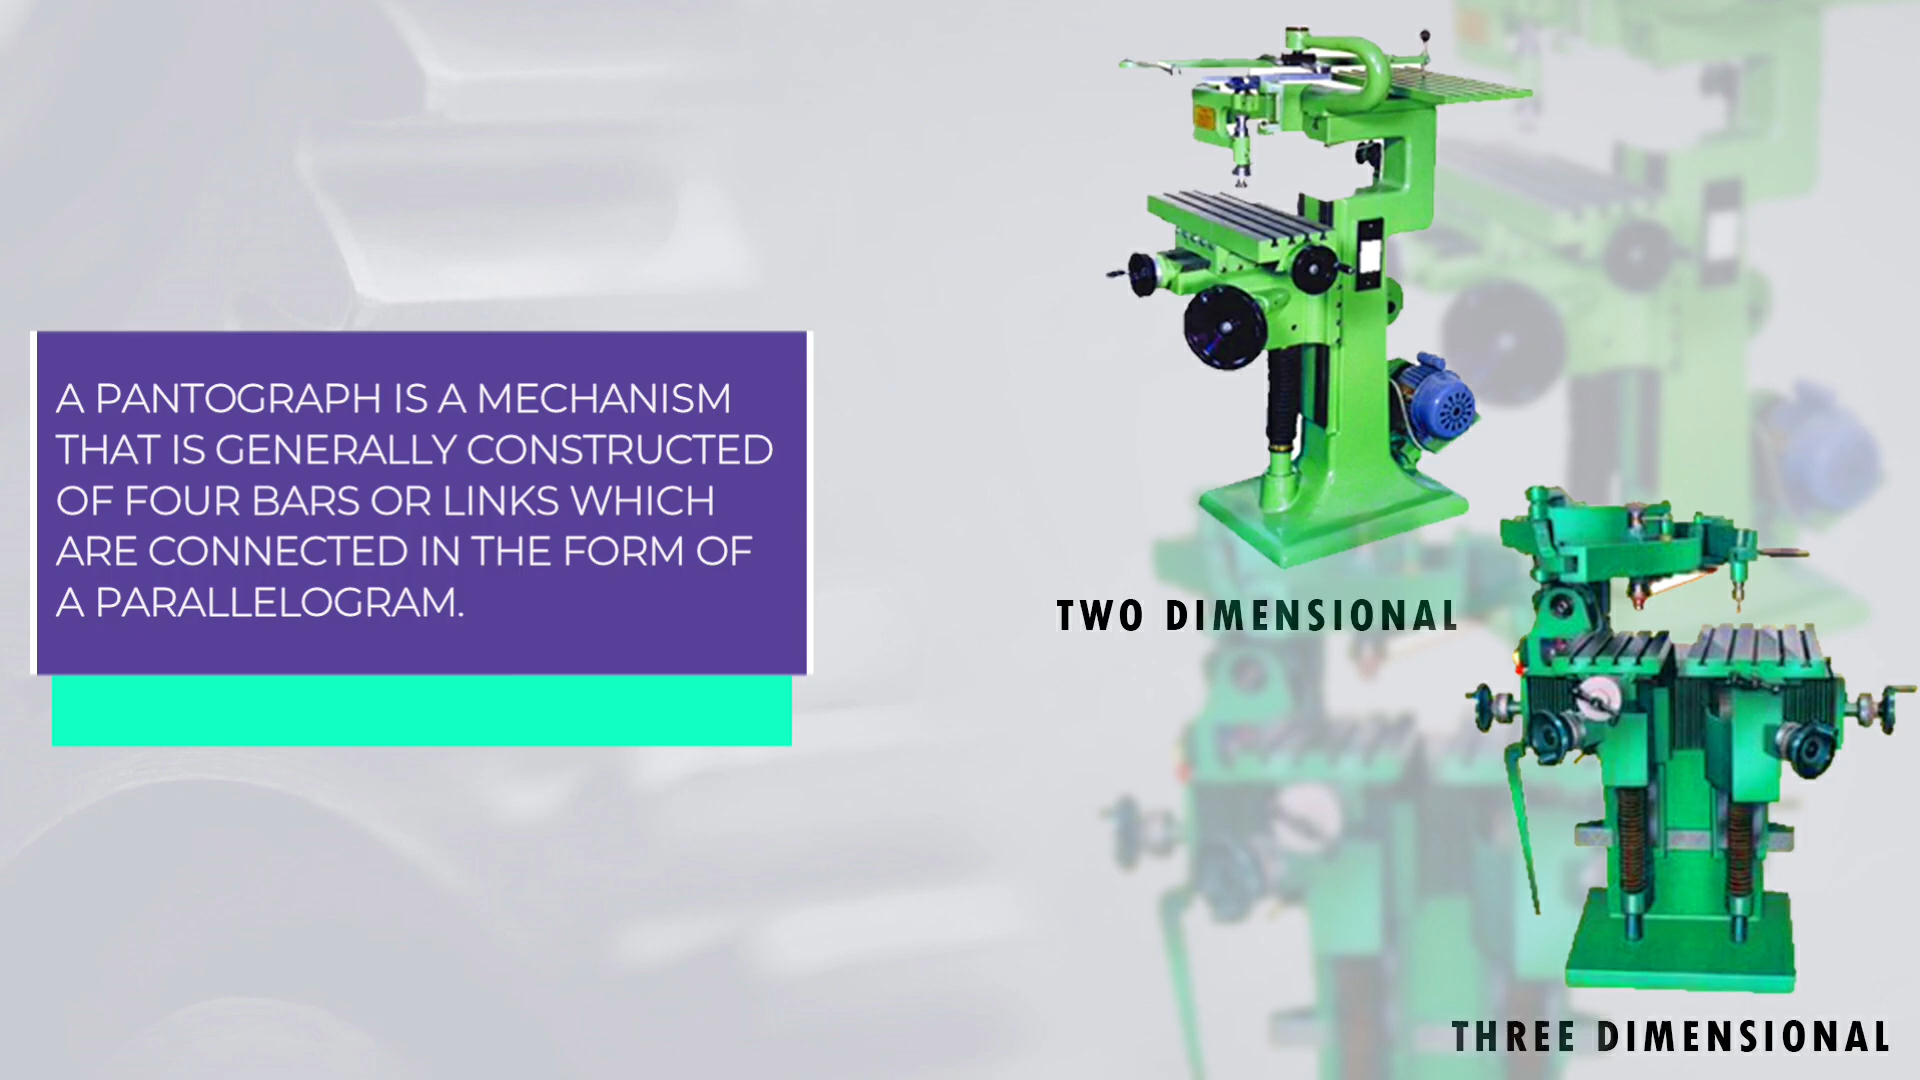 A PANTOGRAPH IS A MECHANISM
THAT IS GENERALLY CONSTRUCTED
OF FOUR BARS OR LINKS WHICH
ARE CONNECTED IN THE FORM OF
A PARALLELOGRAM.
TWO DIMENSIONAL
THREE DIMENSIONAL